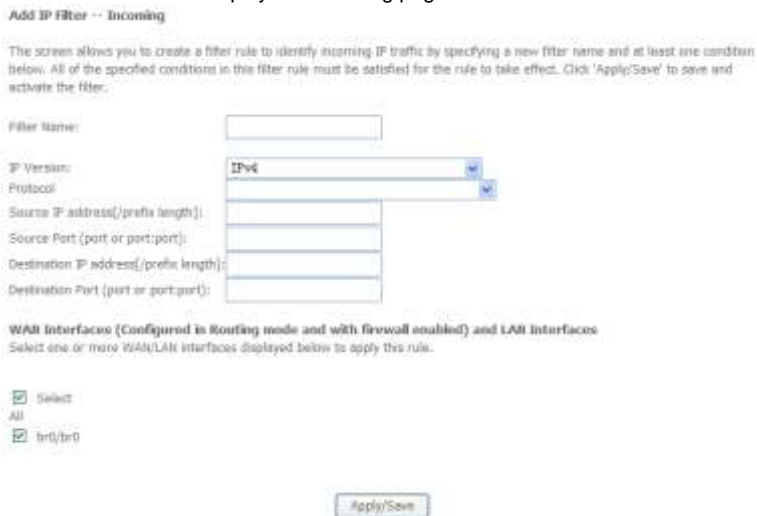 Add IP Filter -- Incoming
The screen allows you to create a filter rule to identify incoming IP traffic by specifying a new filter name and at least one condition
below. All of the specified conditions in this filter rule must be satisfied for the rule to take effect. Click 'Apply/Save' to save and
activate the filter.
Filter Name:
IP Version: IPv4
Protocol
Source IP address[/prefix length]:
Source Port (port or port:port):
Destination IP address[/prefix length]:
Destination Port (port or port:port):
WAN Interfaces (Configured in Routing mode and with firewall enabled) and LAN Interfaces
Select one or more WAN/LAN interfaces displayed below to apply this rule.
Select
All
br0/br0
Apply/Save